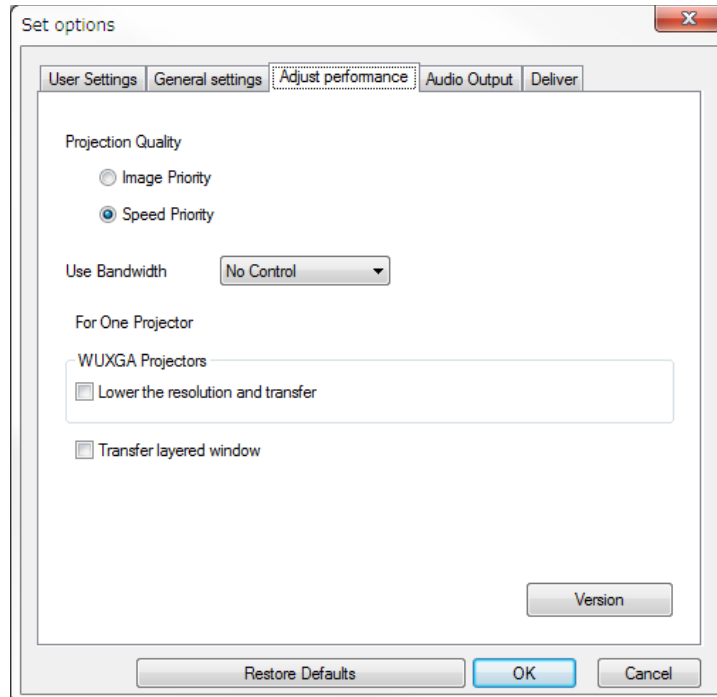 Set options
User Settings General settings Adjust performance Audio Output Deliver
Projection Quality
Image Priority
Speed Priority
Use Bandwidth No Control
For One Projector
WUXGA Projectors
Lower the resolution and transfer
Transfer layered window
Version
Restore Defaults OK Cancel